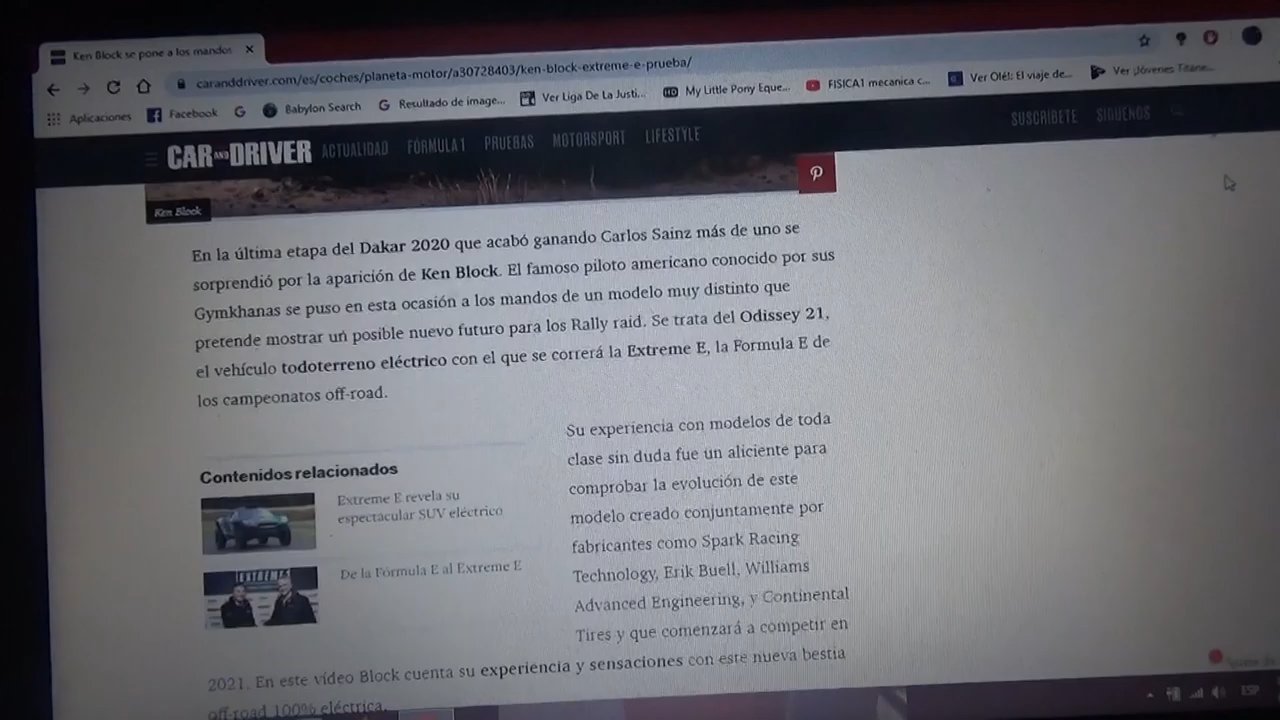 Ken Block se pone a los mandos
caranddriver.com/es/coches/planeta-motor/a30728403/ken-block-extreme-e-prueba/
Aplicaciones Facebook Babylon Search Resultado de image... Ver Liga De La Justi... My Little Pony Eque... FISICA1 mecanica c... Ver Olé!: El viaje de... Ver ¡Jóvenes Titane...
CAR AND DRIVER ACTUALIDAD FÓRMULA 1 PRUEBAS MOTORSPORT LIFESTYLE SUSCRÍBETE SÍGUENOS
Ken Block
En la última etapa del Dakar 2020 que acabó ganando Carlos Sainz más de uno se
sorprendió por la aparición de Ken Block. El famoso piloto americano conocido por sus
Gymkhanas se puso en esta ocasión a los mandos de un modelo muy distinto que
pretende mostrar un posible nuevo futuro para los Rally raid. Se trata del Odissey 21,
el vehículo todoterreno eléctrico con el que se correrá la Extreme E, la Formula E de
los campeonatos off-road.
Contenidos relacionados
Extreme E revela su
espectacular SUV eléctrico
EXTREME
De la Fórmula E al Extreme E
Su experiencia con modelos de toda
clase sin duda fue un aliciente para
comprobar la evolución de este
modelo creado conjuntamente por
fabricantes como Spark Racing
Technology, Erik Buell, Williams
Advanced Engineering, y Continental
Tires y que comenzará a competir en
2021. En este vídeo Block cuenta su experiencia y sensaciones con este nueva bestia
off-road 100% eléctrica.
ESP